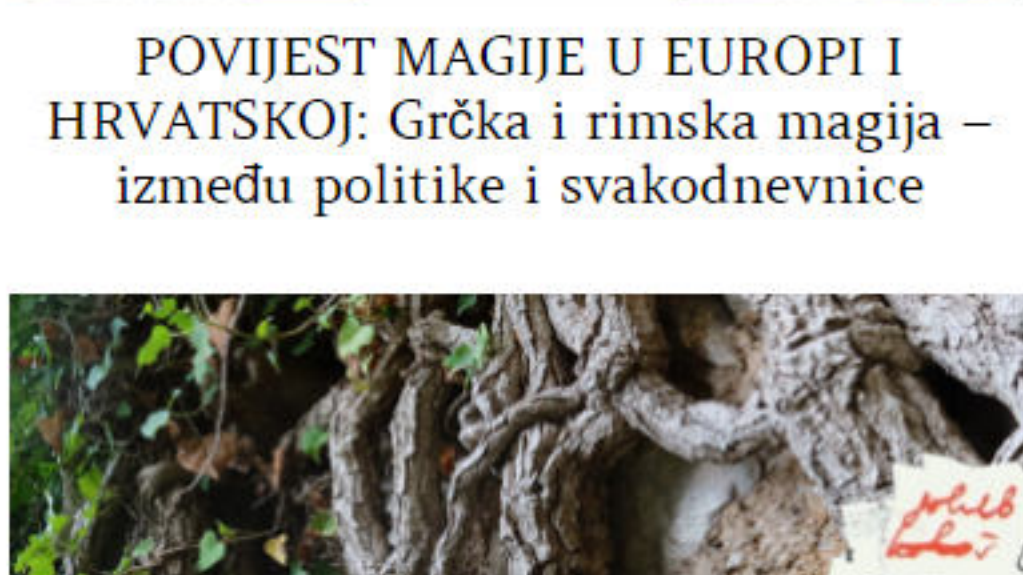 POVIJEST MAGIJE U EUROPI I
HRVATSKOJ: Grčka i rimska magija –
između politike i svakodnevnice